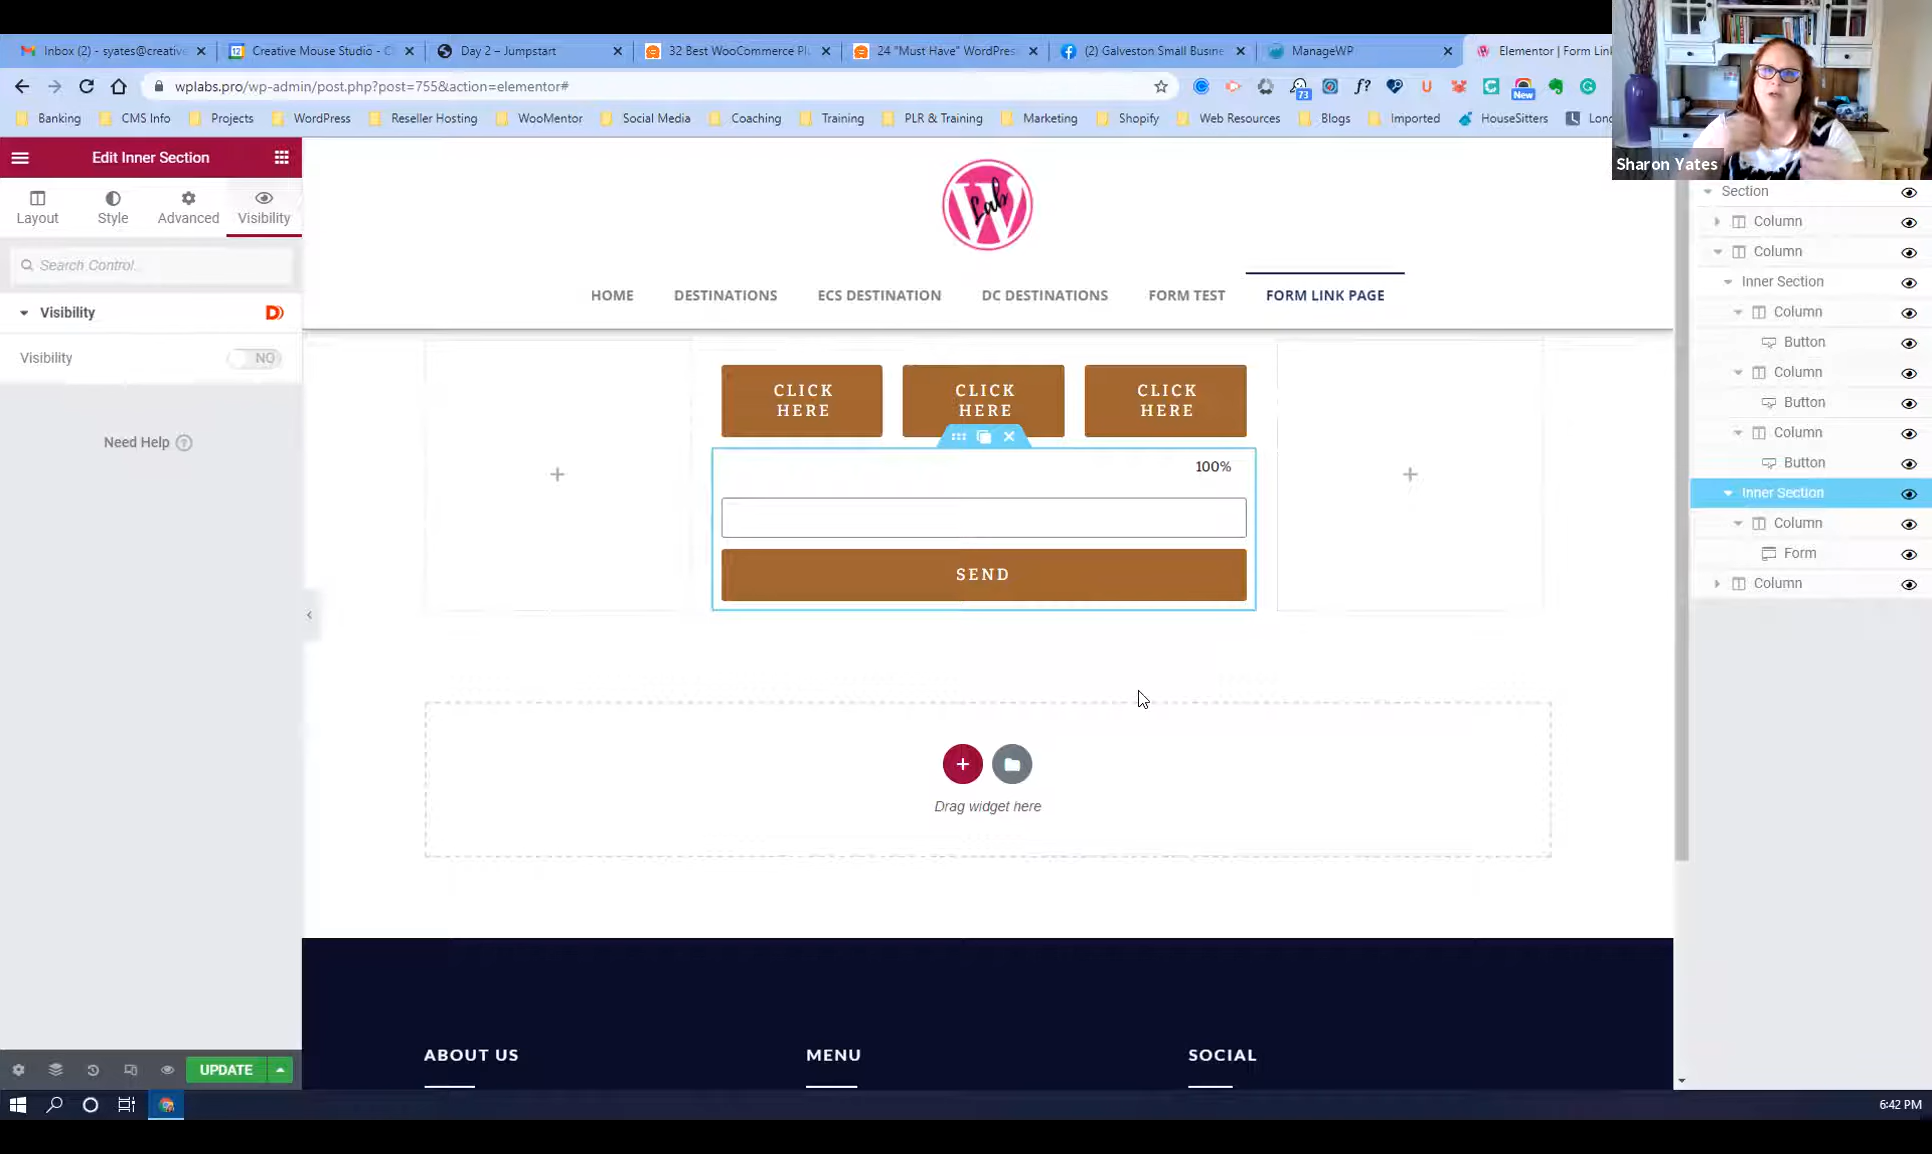 Inbox (2) - syates@creative
Creative Mouse Studio - C
Day 2 – Jumpstart
32 Best WooCommerce Pl
24 "Must Have" WordPres
(2) Galveston Small Busine
ManageWP
Elementor | Form Lin
wplabs.pro/wp-admin/post.php?post=755&action=elementor#
73
f?
New
Banking
CMS Info
Projects
WordPress
Reseller Hosting
WooMentor
Social Media
Coaching
Training
PLR & Training
Marketing
Shopify
Web Resources
Blogs
Imported
HouseSitters
Lond
Sharon Yates
Edit Inner Section
Layout
Style
Advanced
Visibility
Search Control...
Visibility
Visibility
NO
Need Help
UPDATE
W Lab
HOME
DESTINATIONS
ECS DESTINATION
DC DESTINATIONS
FORM TEST
FORM LINK PAGE
CLICK
HERE
CLICK
HERE
CLICK
HERE
100%
SEND
Drag widget here
ABOUT US
MENU
SOCIAL
Section
Column
Column
Inner Section
Column
Button
Column
Button
Column
Button
Inner Section
Column
Form
Column
6:42 PM